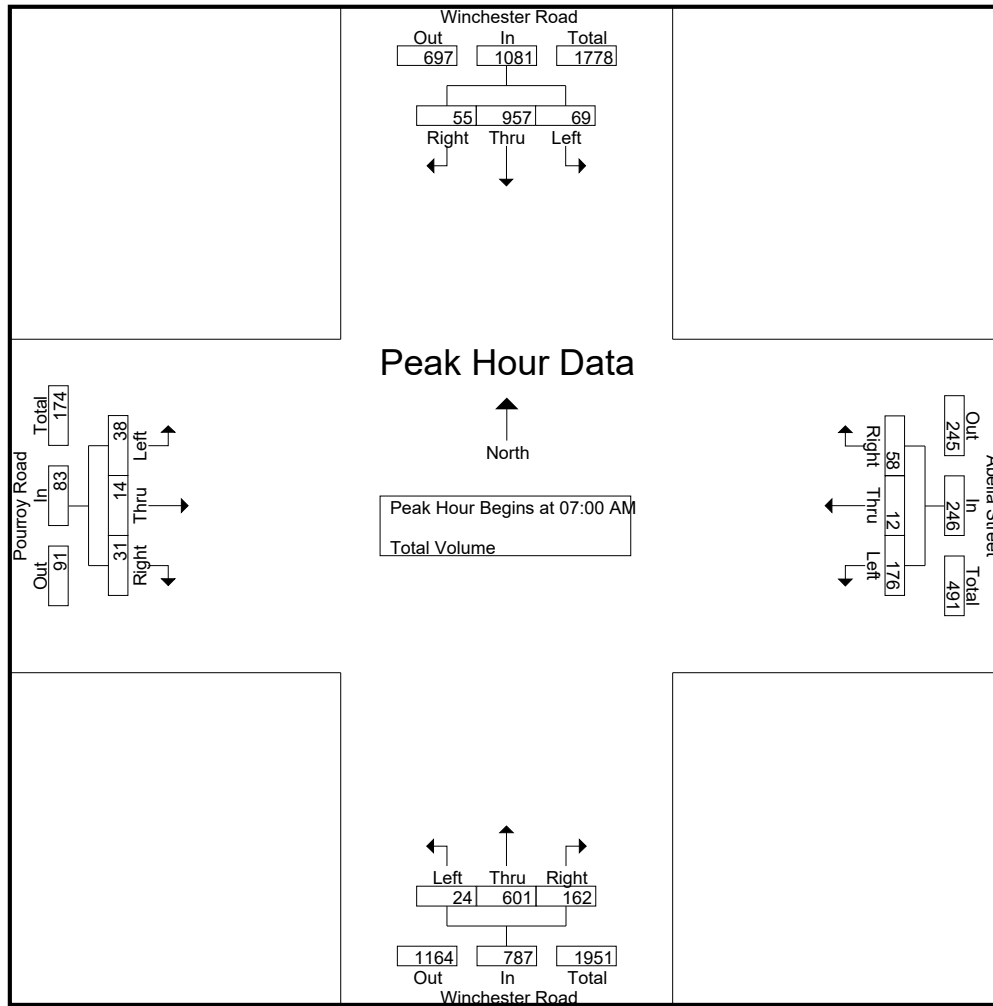 Winchester Road
Out In Total
697 1081 1778
55 957 69
Right Thru Left
Peak Hour Data
North
Peak Hour Begins at 07:00 AM
Total Volume
Pourroy Road
Out In Total
91 83 174
Left Thru Right
38 14 31
Abelia Street
Out In Total
245 246 491
Right Thru Left
58 12 176
Left Thru Right
24 601 162
1164 787 1951
Out In Total
Winchester Road